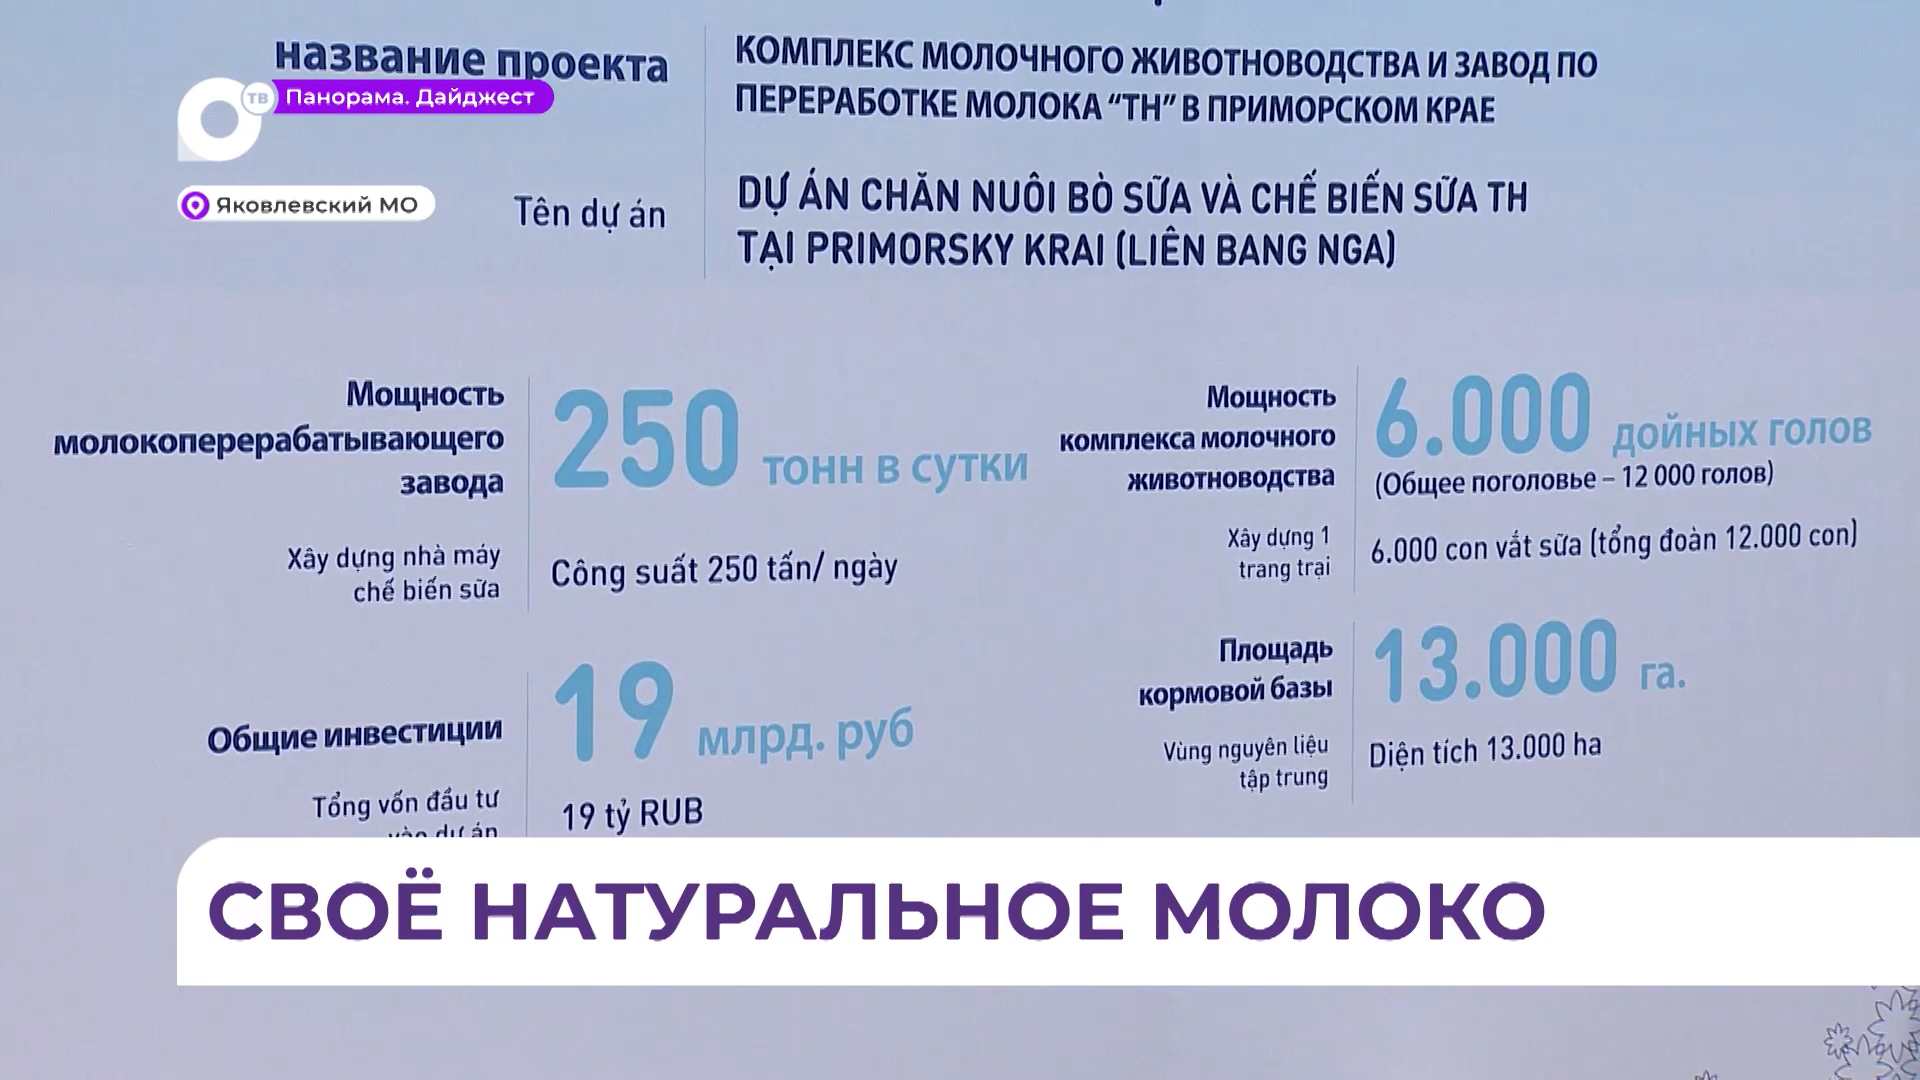 название проекта
КОМПЛЕКС МОЛОЧНОГО ЖИВОТНОВОДСТВА И ЗАВОД ПО
ПЕРЕРАБОТКЕ МОЛОКА “ТН” В ПРИМОРСКОМ КРАЕ
ТВ
Панорама. Дайджест
Яковлевский МО
Tên dự án
DỰ ÁN CHĂN NUÔI BÒ SỮA VÀ CHẾ BIẾN SỮA TH
TẠI PRIMORSKY KRAI (LIÊN BANG NGA)
Мощность
молокоперерабатывающего
завода
250 тонн в сутки
Xây dựng nhà máy
chế biến sữa
Công suất 250 tấn/ ngày
Мощность
комплекса молочного
животноводства
6.000 дойных голов
(Общее поголовье – 12 000 голов)
Xây dựng 1
trang trại
6.000 con vắt sữa (tổng đoàn 12.000 con)
Общие инвестиции
19 млрд. руб
Tổng vốn đầu tư
vào dự án
19 tỷ RUB
Площадь
кормовой базы
13.000 га.
Vùng nguyên liệu
tập trung
Diện tích 13.000 ha
СВОЁ НАТУРАЛЬНОЕ МОЛОКО